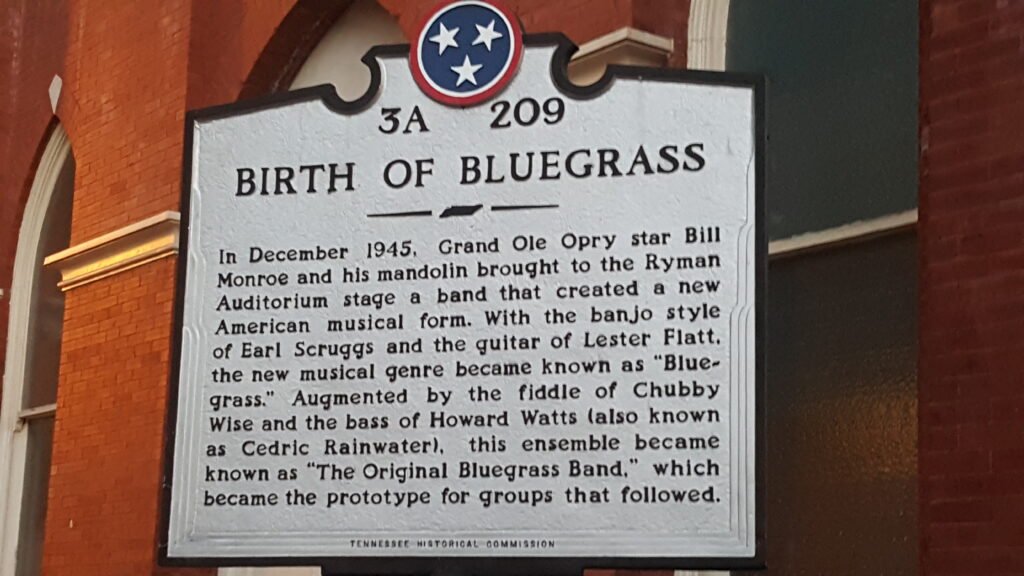 3A 209
BIRTH OF BLUEGRASS
In December 1945, Grand Ole Opry star Bill
Monroe and his mandolin brought to the Ryman
Auditorium stage a band that created a new
American musical form. With the banjo style
of Earl Scruggs and the guitar of Lester Flatt,
the new musical genre became known as "Blue-
grass." Augmented by the fiddle of Chubby
Wise and the bass of Howard Watts (also known
as Cedric Rainwater), this ensemble became
known as "The Original Bluegrass Band," which
became the prototype for groups that followed.
TENNESSEE HISTORICAL COMMISSION